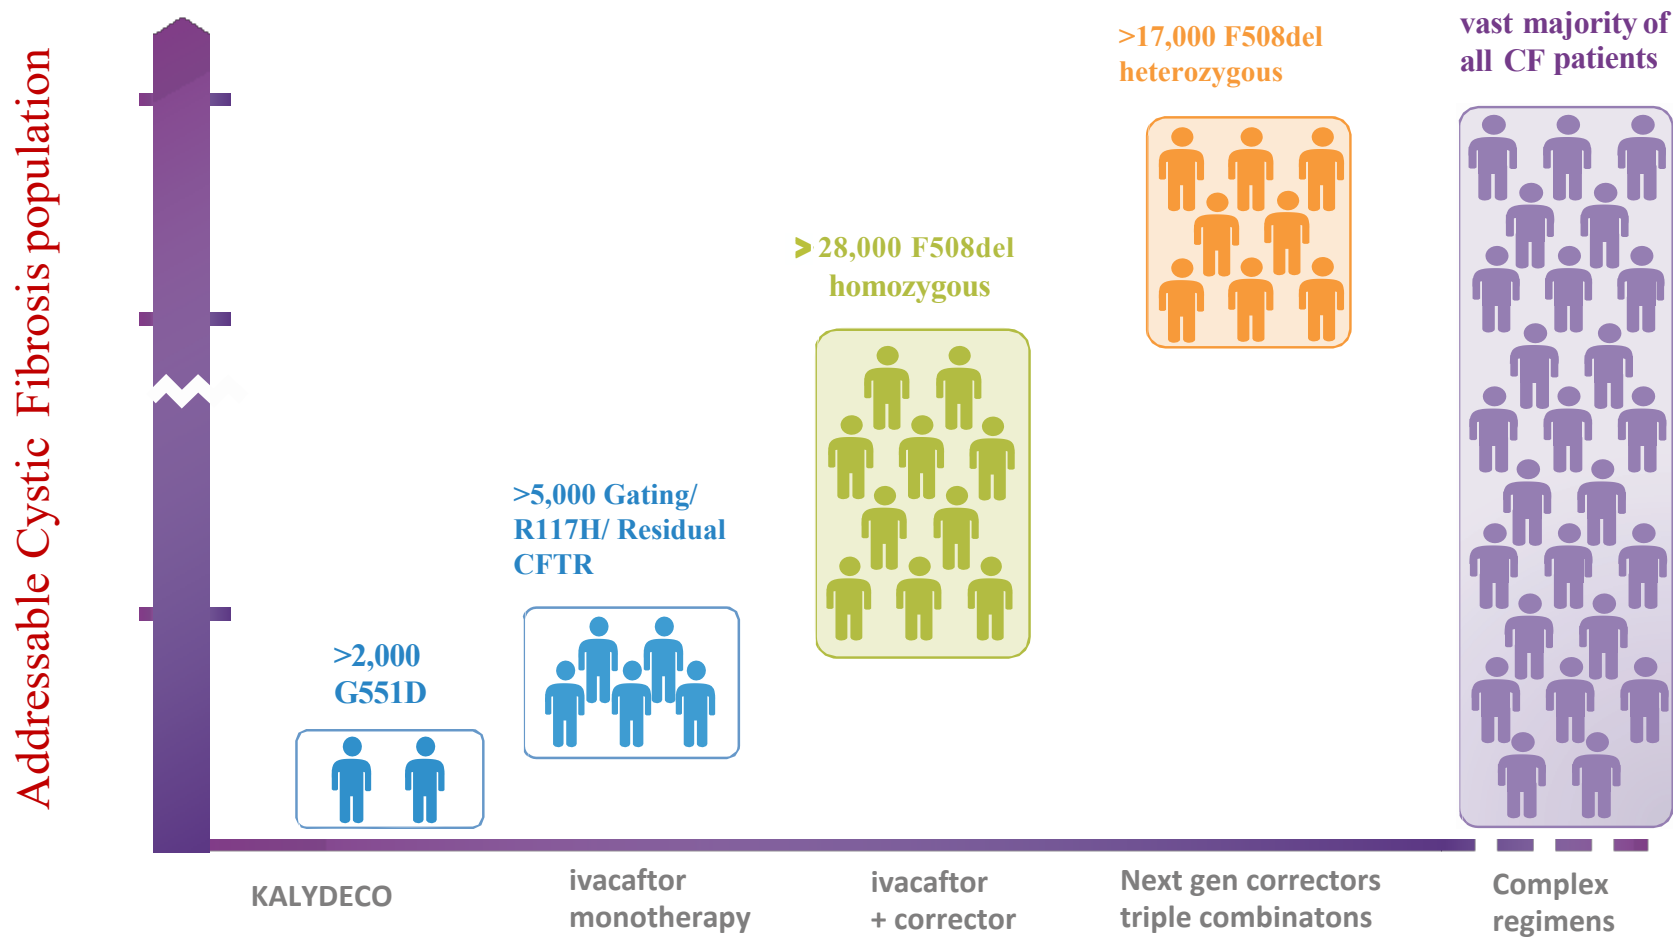 Addressable Cystic Fibrosis population
>2,000
G551D
>5,000 Gating/
R117H/ Residual
CFTR
> 28,000 F508del
homozygous
>17,000 F508del
heterozygous
vast majority of
all CF patients
KALYDECO
ivacaftor
monotherapy
ivacaftor
+ corrector
Next gen correctors
triple combinatons
Complex
regimens